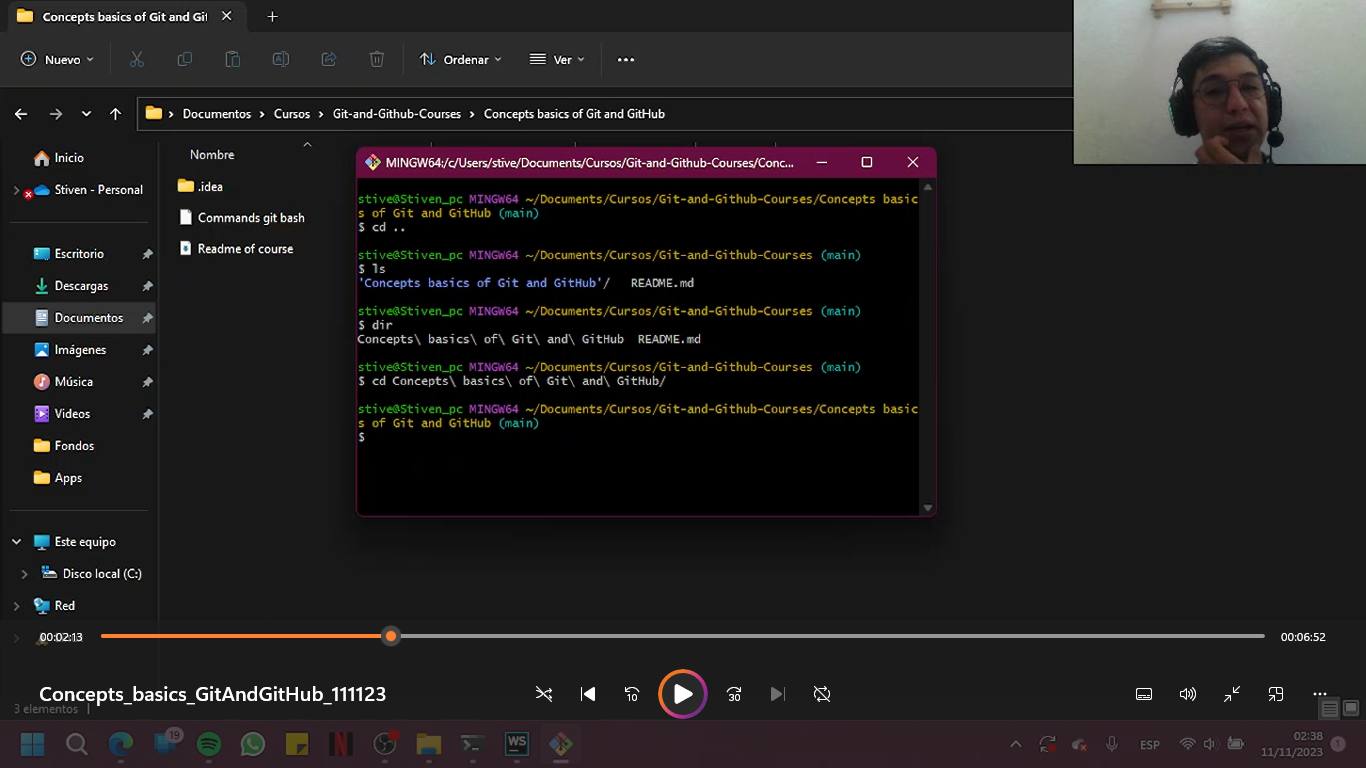 Concepts basics of Git and Git
Nuevo
Ordenar
Ver
Documentos
Cursos
Git-and-Github-Courses
Concepts basics of Git and GitHub
Inicio
Stiven - Personal
Escritorio
Descargas
Documentos
Imágenes
Música
Videos
Fondos
Apps
Este equipo
Disco local (C:)
Red
Nombre
.idea
Commands git bash
Readme of course
MINGW64:/c/Users/stive/Documents/Cursos/Git-and-Github-Courses/Conc...
stive@Stiven_pc MINGW64 ~/Documents/Cursos/Git-and-Github-Courses/Concepts basic
s of Git and GitHub (main)
$ cd ..
stive@Stiven_pc MINGW64 ~/Documents/Cursos/Git-and-Github-Courses (main)
$ ls
'Concepts basics of Git and GitHub'/   README.md
stive@Stiven_pc MINGW64 ~/Documents/Cursos/Git-and-Github-Courses (main)
$ dir
Concepts\ basics\ of\ Git\ and\ GitHub  README.md
stive@Stiven_pc MINGW64 ~/Documents/Cursos/Git-and-Github-Courses (main)
$ cd Concepts\ basics\ of\ Git\ and\ GitHub/
stive@Stiven_pc MINGW64 ~/Documents/Cursos/Git-and-Github-Courses/Concepts basic
s of Git and GitHub (main)
$
00:02:13
00:06:52
Concepts_basics_GitAndGitHub_111123
10
30
3 elementos
19
WS
ESP
02:38
11/11/2023
1